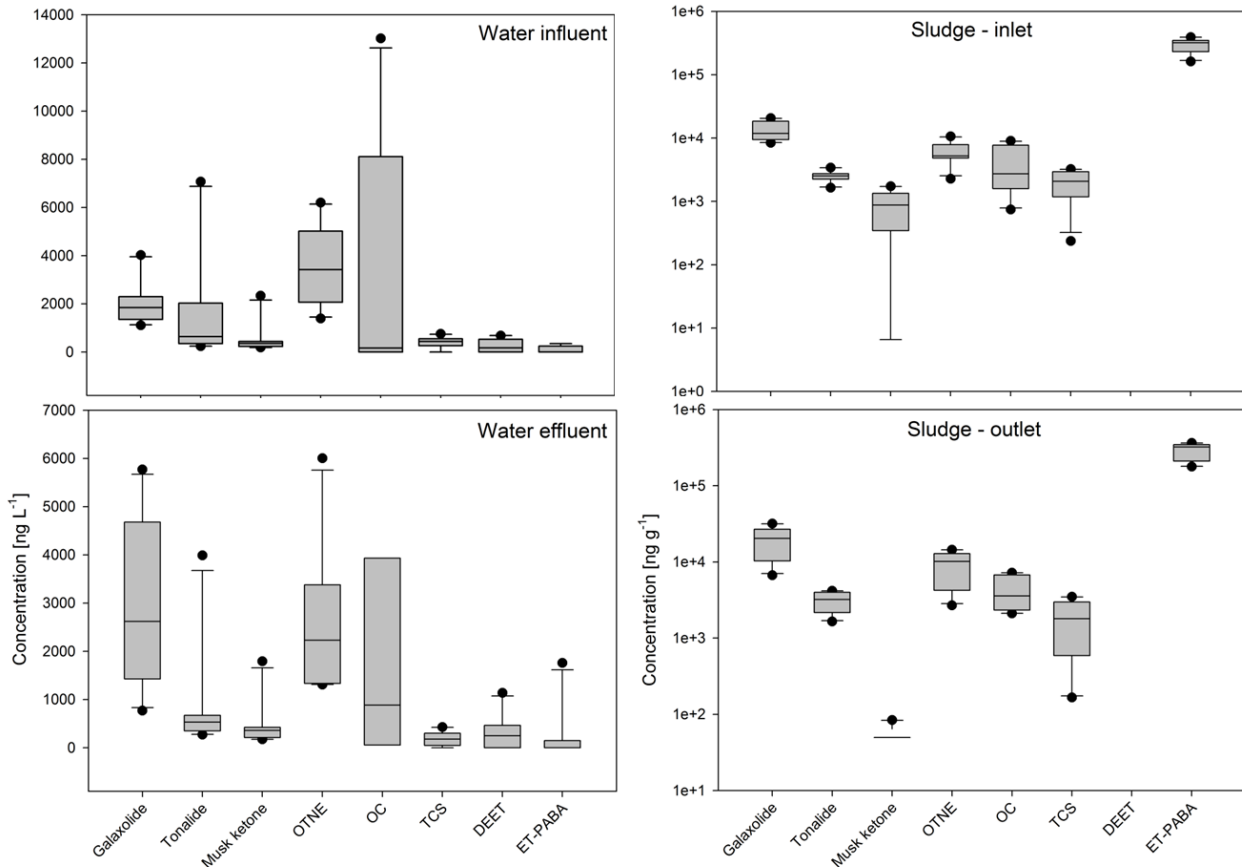 Water influent
14000
12000
10000
8000
6000
4000
2000
0
Sludge - inlet
1e+6
1e+5
1e+4
1e+3
1e+2
1e+1
1e+0
Water effluent
7000
6000
5000
4000
3000
2000
1000
0
Concentration [ng L⁻¹]
Galaxolide
Tonalide
Musk ketone
OTNE
OC
TCS
DEET
ET-PABA
Sludge - outlet
1e+6
1e+5
1e+4
1e+3
1e+2
1e+1
Concentration [ng g⁻¹]
Galaxolide
Tonalide
Musk ketone
OTNE
OC
TCS
DEET
ET-PABA